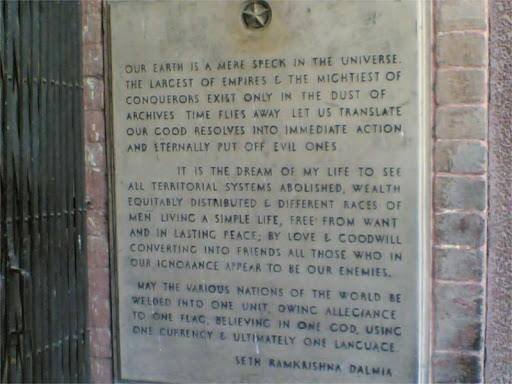 OUR EARTH IS A MERE SPECK IN THE UNIVERSE.
THE LARGEST OF EMPIRES & THE MIGHTIEST OF
CONQUERORS EXIST ONLY IN THE DUST OF
ARCHIVES TIME FLIES AWAY LET US TRANSLATE
OUR GOOD RESOLVES INTO IMMEDIATE ACTION,
AND ETERNALLY PUT OFF EVIL ONES.
IT IS THE DREAM OF MY LIFE TO SEE
ALL TERRITORIAL SYSTEMS ABOLISHED, WEALTH
EQUITABLY DISTRIBUTED & DIFFERENT RACES OF
MEN LIVING A SIMPLE LIFE, FREE FROM WANT
AND IN LASTING PEACE; BY LOVE & GOODWILL
CONVERTING INTO FRIENDS ALL THOSE WHO IN
OUR IGNORANCE APPEAR TO BE OUR ENEMIES.
MAY THE VARIOUS NATIONS OF THE WORLD BE
WELDED INTO ONE UNIT, OWING ALLEGIANCE
TO ONE FLAG, BELIEVING IN ONE GOD, USING
ONE CURRENCY & ULTIMATELY ONE LANGUAGE.
SETH RAMKRISHNA DALMIA